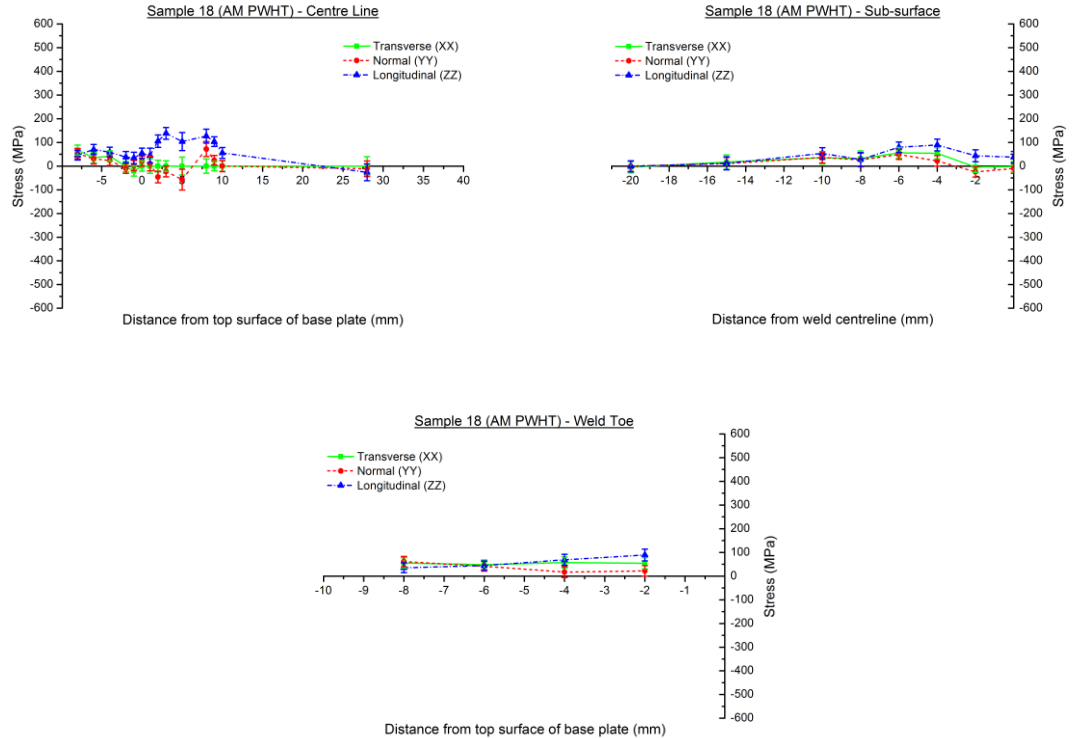 Sample 18 (AM PWHT) - Centre Line
Transverse (XX)
Normal (YY)
Longitudinal (ZZ)
600
500
400
300
200
100
0
-100
-200
-300
-400
-500
-600
Stress (MPa)
-5 0 5 10 15 20 25 30 35 40
Distance from top surface of base plate (mm)
Sample 18 (AM PWHT) - Sub-surface
Transverse (XX)
Normal (YY)
Longitudinal (ZZ)
600
500
400
300
200
100
0
-100
-200
-300
-400
-500
-600
Stress (MPa)
-20 -18 -16 -14 -12 -10 -8 -6 -4 -2
Distance from weld centreline (mm)
Sample 18 (AM PWHT) - Weld Toe
Transverse (XX)
Normal (YY)
Longitudinal (ZZ)
600
500
400
300
200
100
0
-100
-200
-300
-400
-500
-600
Stress (MPa)
-10 -9 -8 -7 -6 -5 -4 -3 -2 -1
Distance from top surface of base plate (mm)